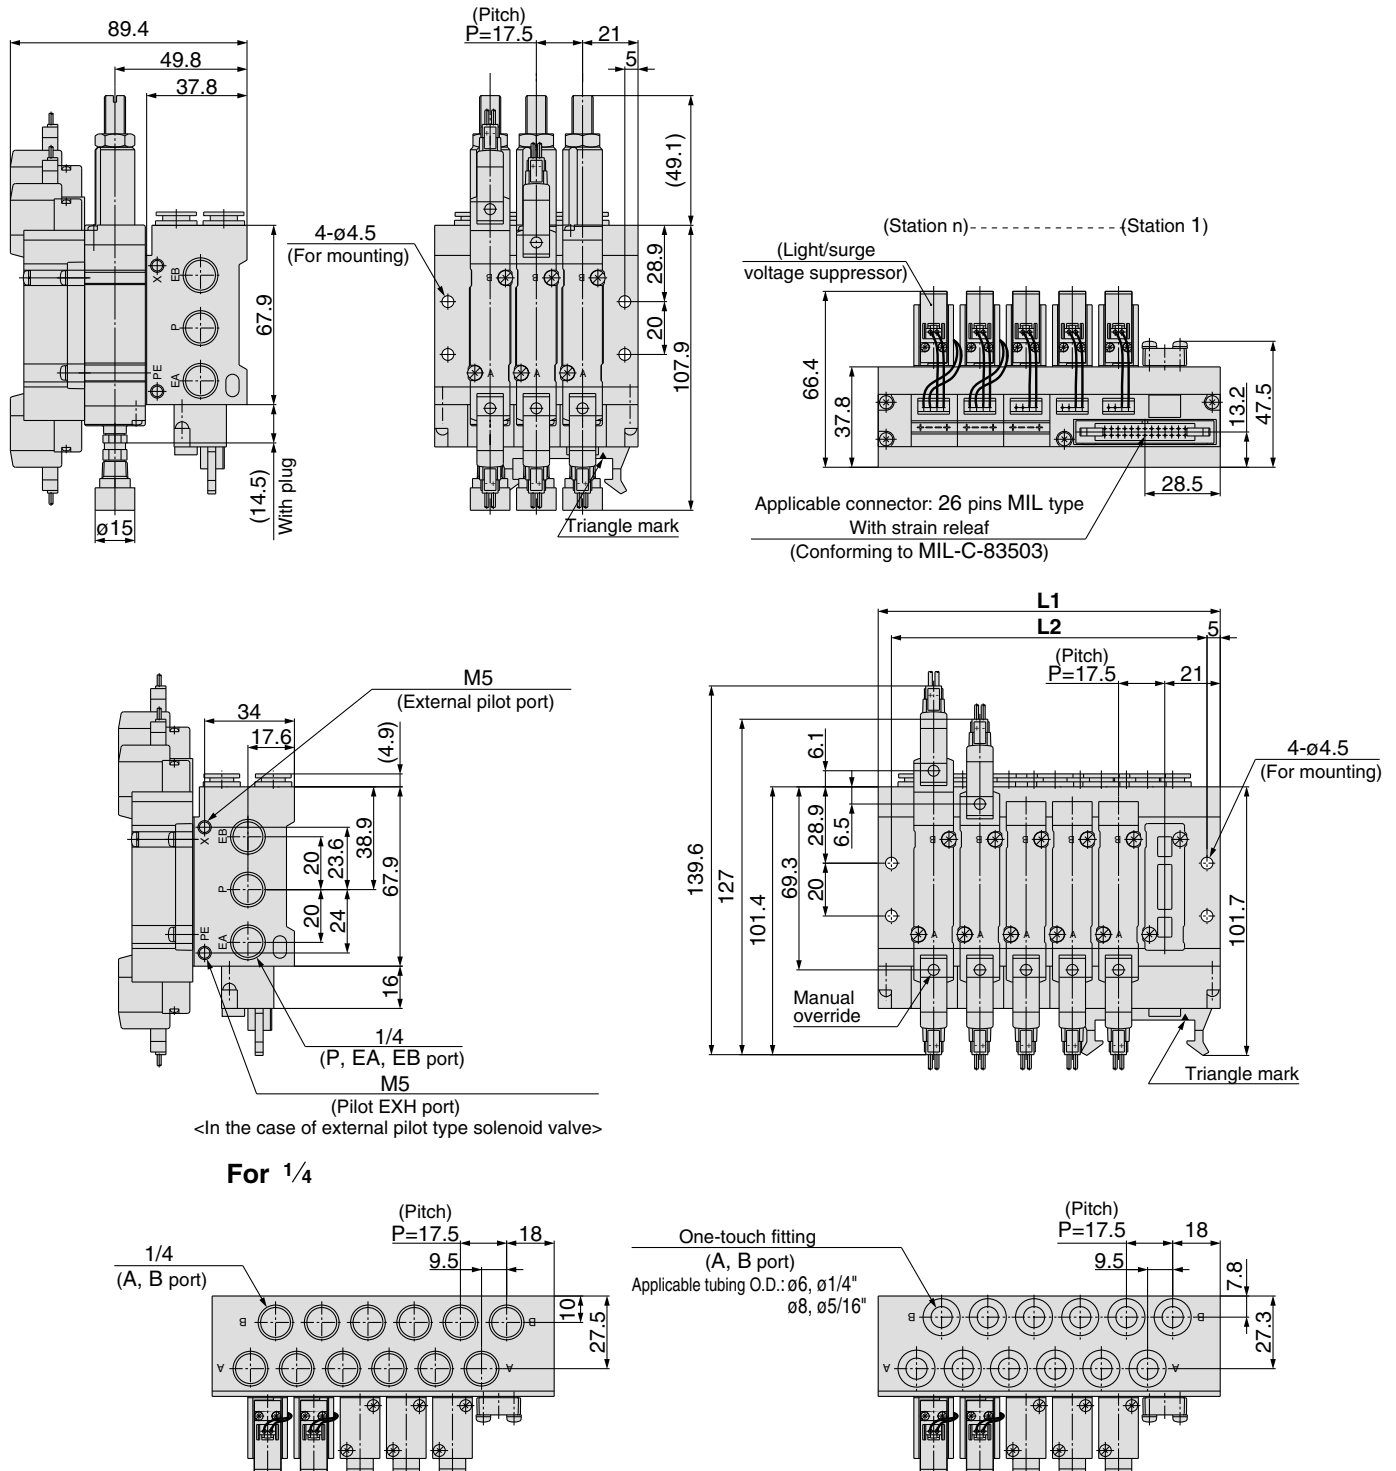 89.4
49.8
37.8
EB
X
P
PE
EA
67.9
(14.5)
With plug
ø15
(Pitch)
P=17.5
21
5
(49.1)
4-ø4.5
(For mounting)
B B B
28.9
20
107.9
A A A
Triangle mark
(Station n)
(Station 1)
(Light/surge
voltage suppressor)
66.4
37.8
13.2
47.5
28.5
Applicable connector: 26 pins MIL type
With strain releaf
(Conforming to MIL-C-83503)
M5
(External pilot port)
34
17.6
(4.9)
X
EB
P
PE
EA
20
23.6
38.9
67.9
20
24
16
1/4
(P, EA, EB port)
M5
(Pilot EXH port)
<In the case of external pilot type solenoid valve>
L1
L2
5
(Pitch)
P=17.5
21
6.1
4-ø4.5
(For mounting)
28.9
6.5
139.6
127
101.4
69.3
20
101.7
B B B B B
A A A A A
Manual
override
Triangle mark
For 1/4
(Pitch)
P=17.5
18
9.5
1/4
(A, B port)
B
B
10
27.5
A
A
(Pitch)
P=17.5
18
9.5
One-touch fitting
(A, B port)
Applicable tubing O.D.: ø6, ø1/4"
ø8, ø5/16"
7.8
27.3
B
B
A
A